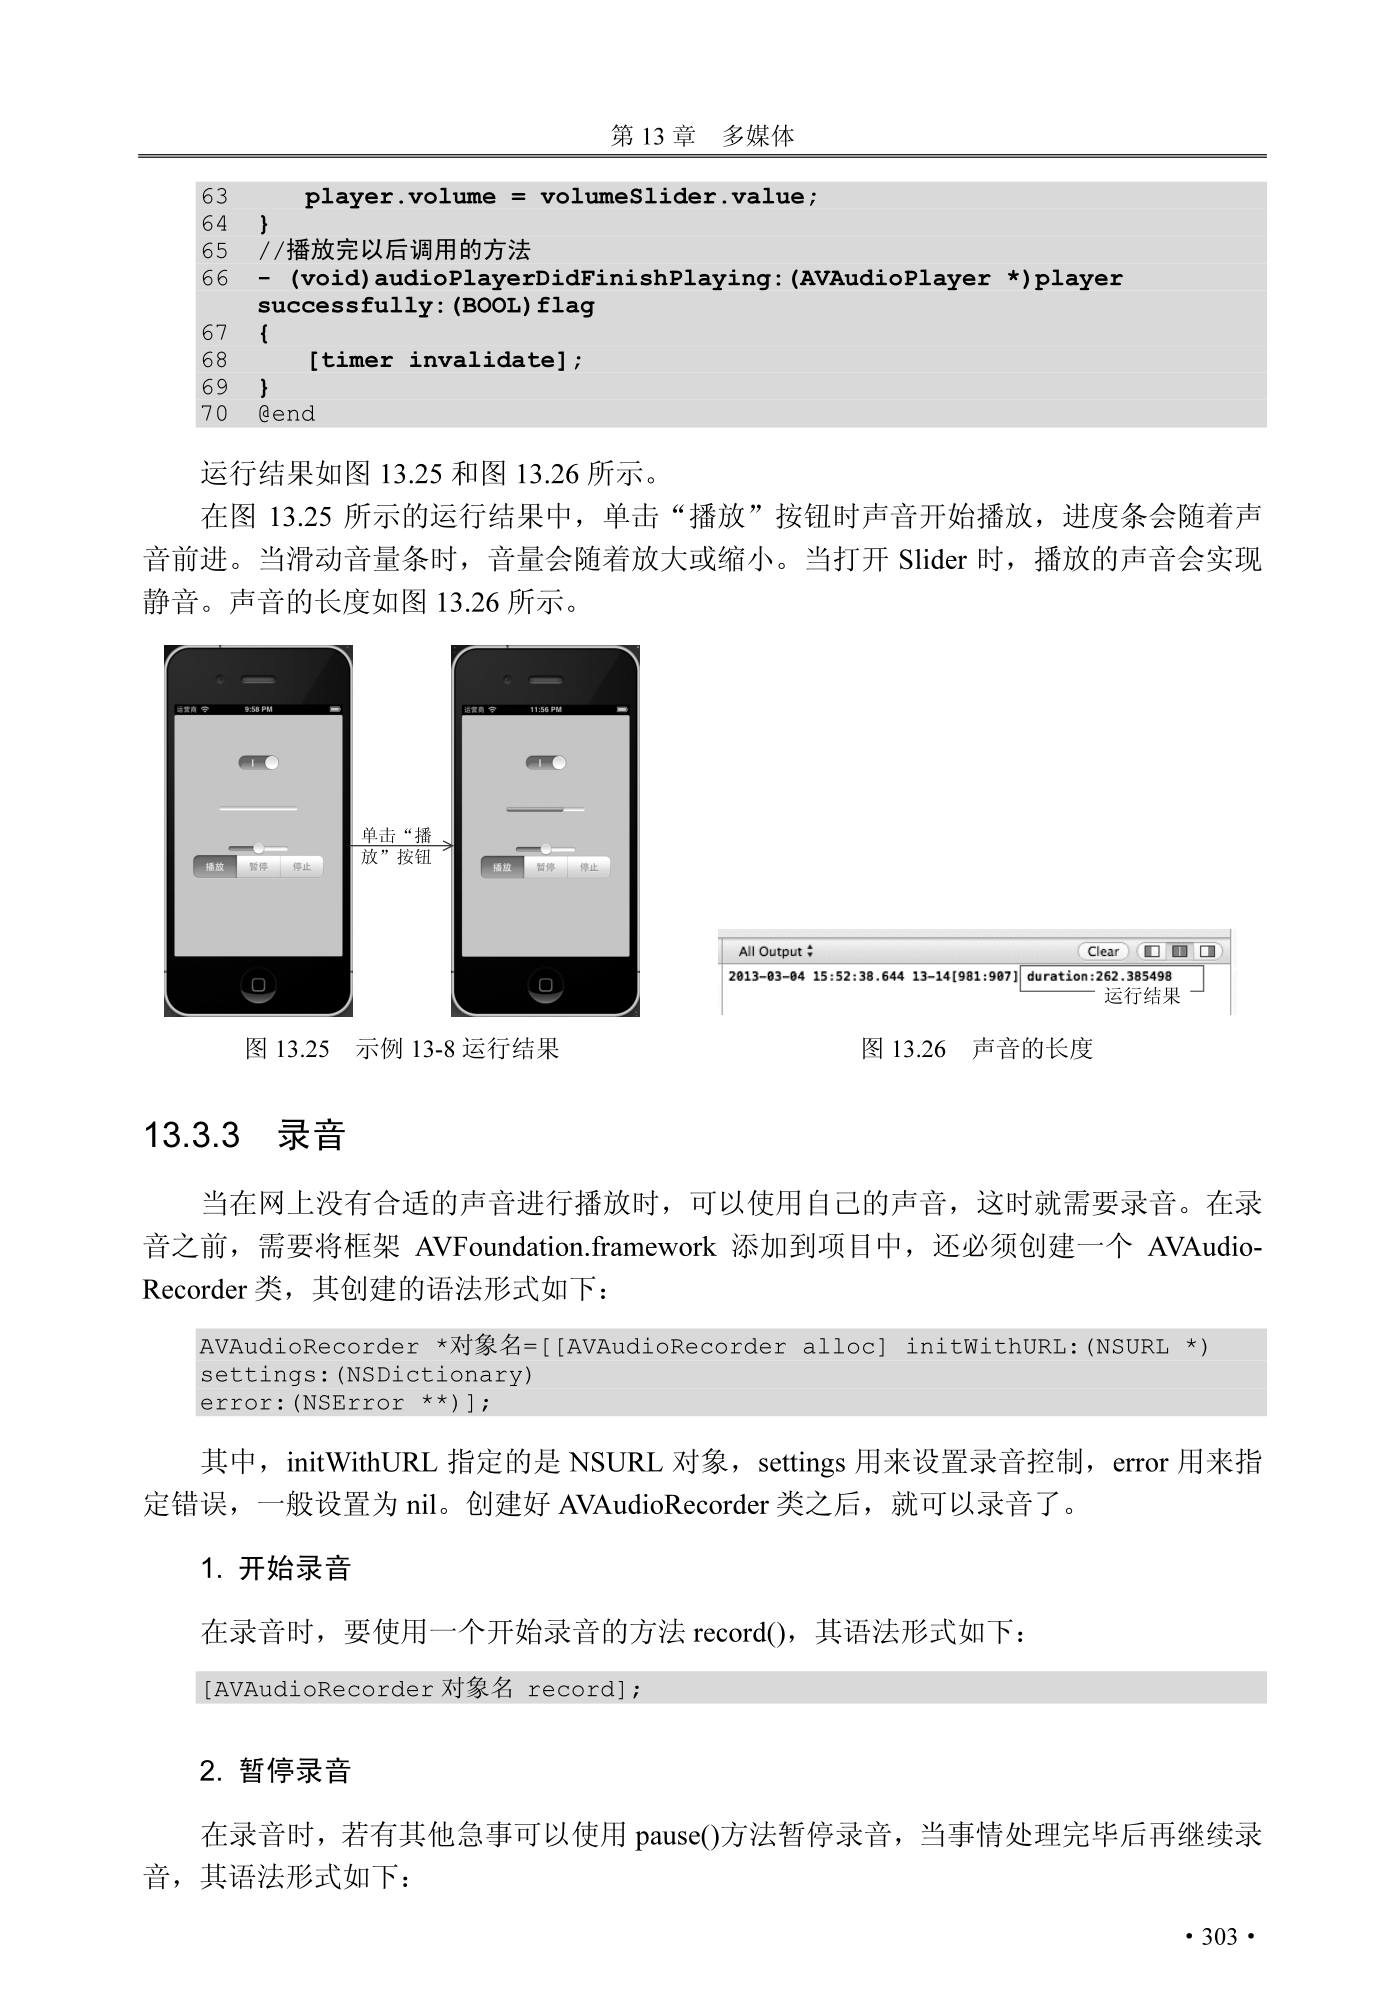 第 13 章　多媒体
63     player.volume = volumeSlider.value;
64  }
65  //播放完以后调用的方法
66  - (void)audioPlayerDidFinishPlaying:(AVAudioPlayer *)player
successfully:(BOOL)flag
67  {
68     [timer invalidate];
69  }
70  @end
运行结果如图 13.25 和图 13.26 所示。
在图 13.25 所示的运行结果中，单击“播放”按钮时声音开始播放，进度条会随着声
音前进。当滑动音量条时，音量会随着放大或缩小。当打开 Slider 时，播放的声音会实现
静音。声音的长度如图 13.26 所示。
运营商 9:58 PM
播放 暂停 停止
单击“播
放”按钮
运营商 11:56 PM
播放 暂停 停止
All Output Clear
2013-03-04 15:52:38.644 13-14[981:907] duration:262.385498
运行结果
图 13.25　示例 13-8 运行结果
图 13.26　声音的长度
13.3.3　录音
当在网上没有合适的声音进行播放时，可以使用自己的声音，这时就需要录音。在录
音之前，需要将框架 AVFoundation.framework 添加到项目中，还必须创建一个 AVAudio-
Recorder 类，其创建的语法形式如下：
AVAudioRecorder *对象名=[[AVAudioRecorder alloc] initWithURL:(NSURL *)
settings:(NSDictionary)
error:(NSError **)];
其中，initWithURL 指定的是 NSURL 对象，settings 用来设置录音控制，error 用来指
定错误，一般设置为 nil。创建好 AVAudioRecorder 类之后，就可以录音了。
1. 开始录音
在录音时，要使用一个开始录音的方法 record()，其语法形式如下：
[AVAudioRecorder 对象名 record];
2. 暂停录音
在录音时，若有其他急事可以使用 pause()方法暂停录音，当事情处理完毕后再继续录
音，其语法形式如下：
• 303 •